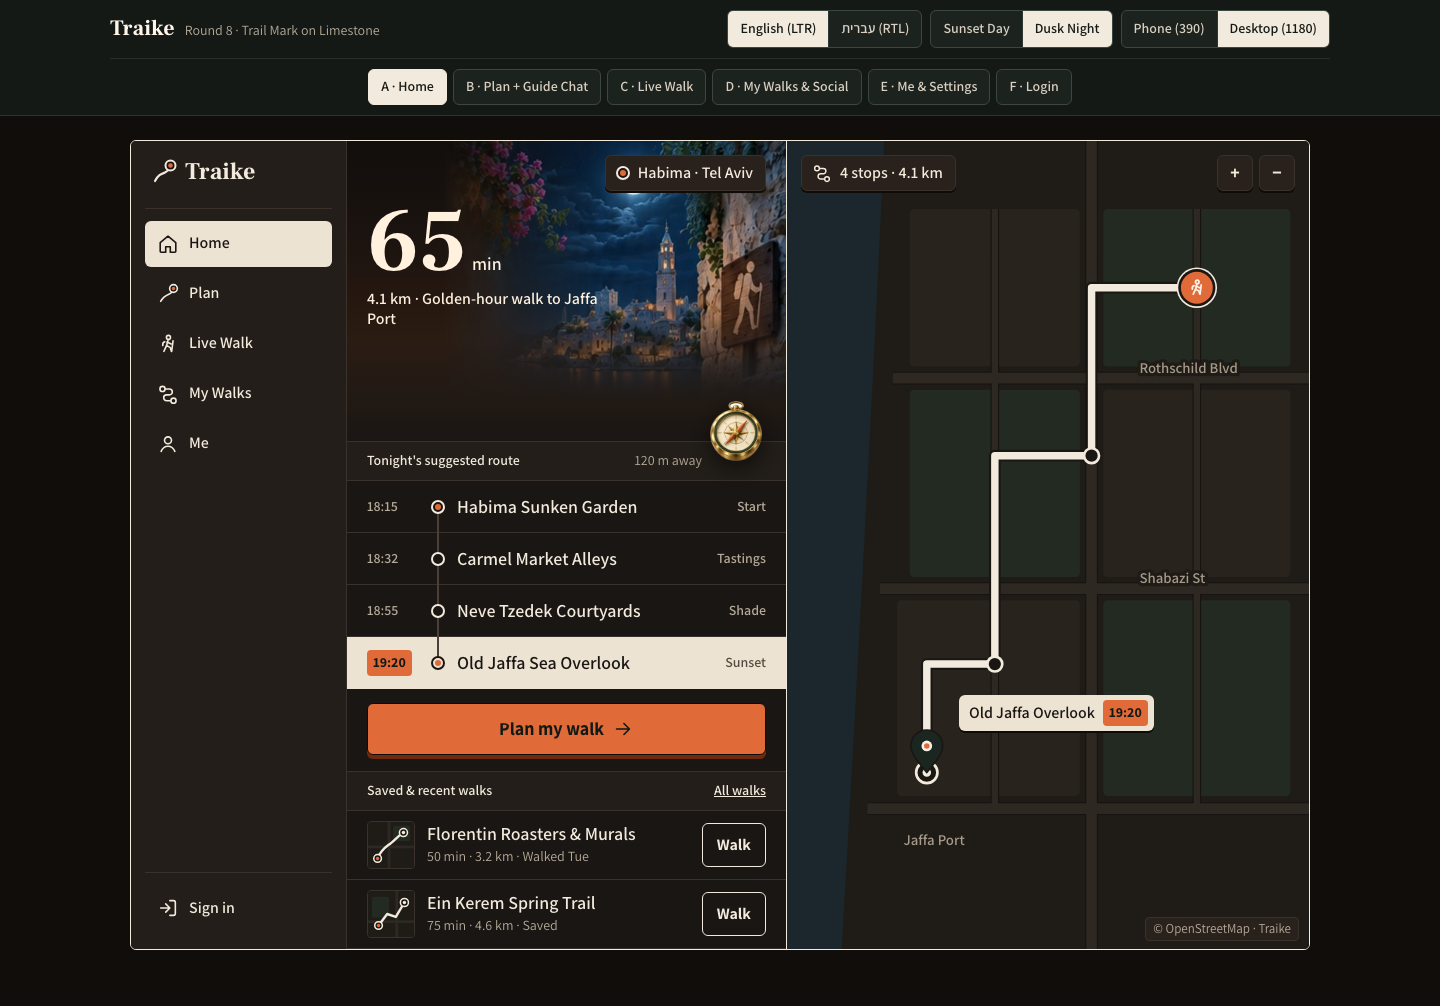 Traike
Round 8 · Trail Mark on Limestone
English (LTR)
עברית (RTL)
Sunset Day
Dusk Night
Phone (390)
Desktop (1180)
A · Home
B · Plan + Guide Chat
C · Live Walk
D · My Walks & Social
E · Me & Settings
F · Login
Traike
Home
Plan
Live Walk
My Walks
Me
Sign in
Habima · Tel Aviv
65 min
4.1 km · Golden-hour walk to Jaffa
Port
Tonight's suggested route
120 m away
18:15 Habima Sunken Garden Start
18:32 Carmel Market Alleys Tastings
18:55 Neve Tzedek Courtyards Shade
19:20 Old Jaffa Sea Overlook Sunset
Plan my walk →
Saved & recent walks
All walks
Florentin Roasters & Murals
50 min · 3.2 km · Walked Tue
Walk
Ein Kerem Spring Trail
75 min · 4.6 km · Saved
Walk
4 stops · 4.1 km
+
−
Rothschild Blvd
Shabazi St
Old Jaffa Overlook 19:20
Jaffa Port
© OpenStreetMap · Traike